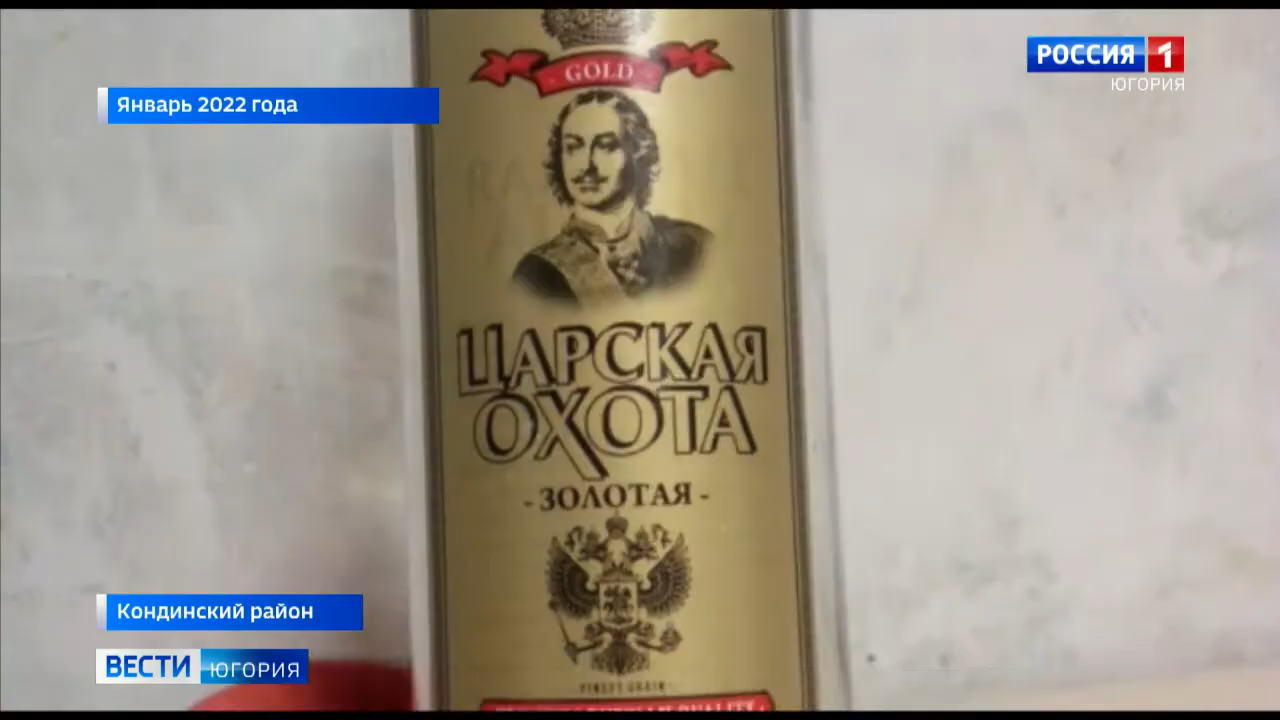 РОССИЯ 1
ЮГОРИЯ
Январь 2022 года
GOLD
ЦАРСКАЯ
ОХОТА
- ЗОЛОТАЯ -
Кондинский район
ВЕСТИ ЮГОРИЯ